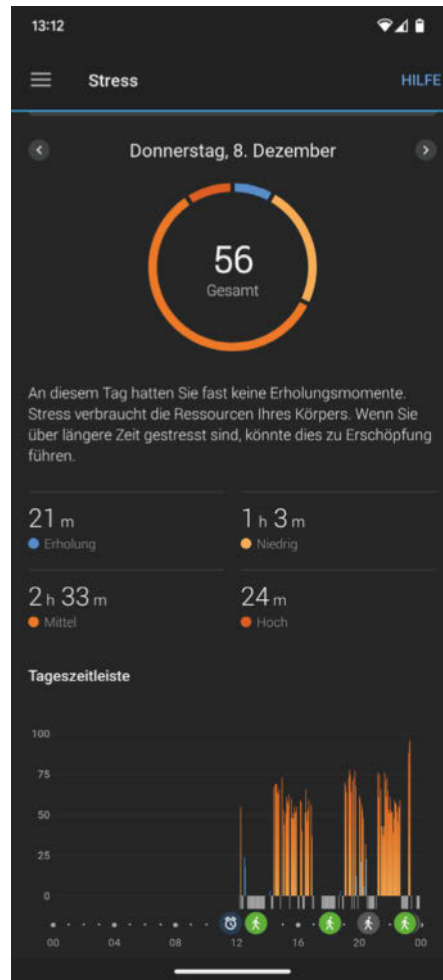 13:12
Stress
HILFE
Donnerstag, 8. Dezember
56
Gesamt
An diesem Tag hatten Sie fast keine Erholungsmomente.
Stress verbraucht die Ressourcen Ihres Körpers. Wenn Sie
über längere Zeit gestresst sind, könnte dies zu Erschöpfung
führen.
21 m
Erholung
1 h 3 m
Niedrig
2 h 33 m
Mittel
24 m
Hoch
Tageszeitleiste
100
75
50
25
0
00 04 08 12 16 20 00